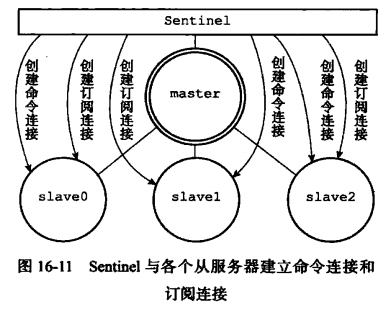 Sentinel
master
创建命令连接
创建订阅连接
创建订阅连接
创建命令连接
创建命令连接
创建订阅连接
slave0
slave1
slave2
图 16-11 Sentinel 与各个从服务器建立命令连接和
订阅连接